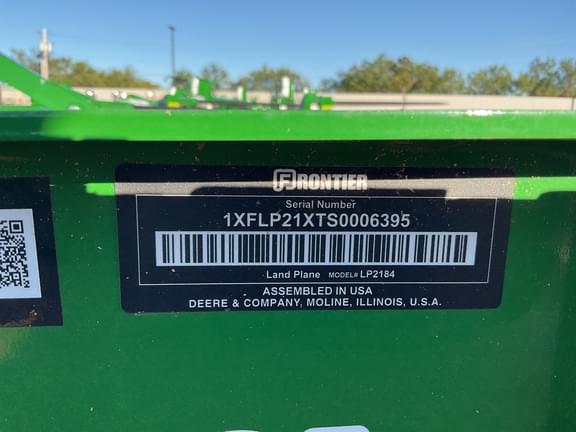 FRONTIER
Serial Number
1XFLP21XTS0006395
Land Plane MODEL# LP2184
ASSEMBLED IN USA
DEERE & COMPANY, MOLINE, ILLINOIS, U.S.A.